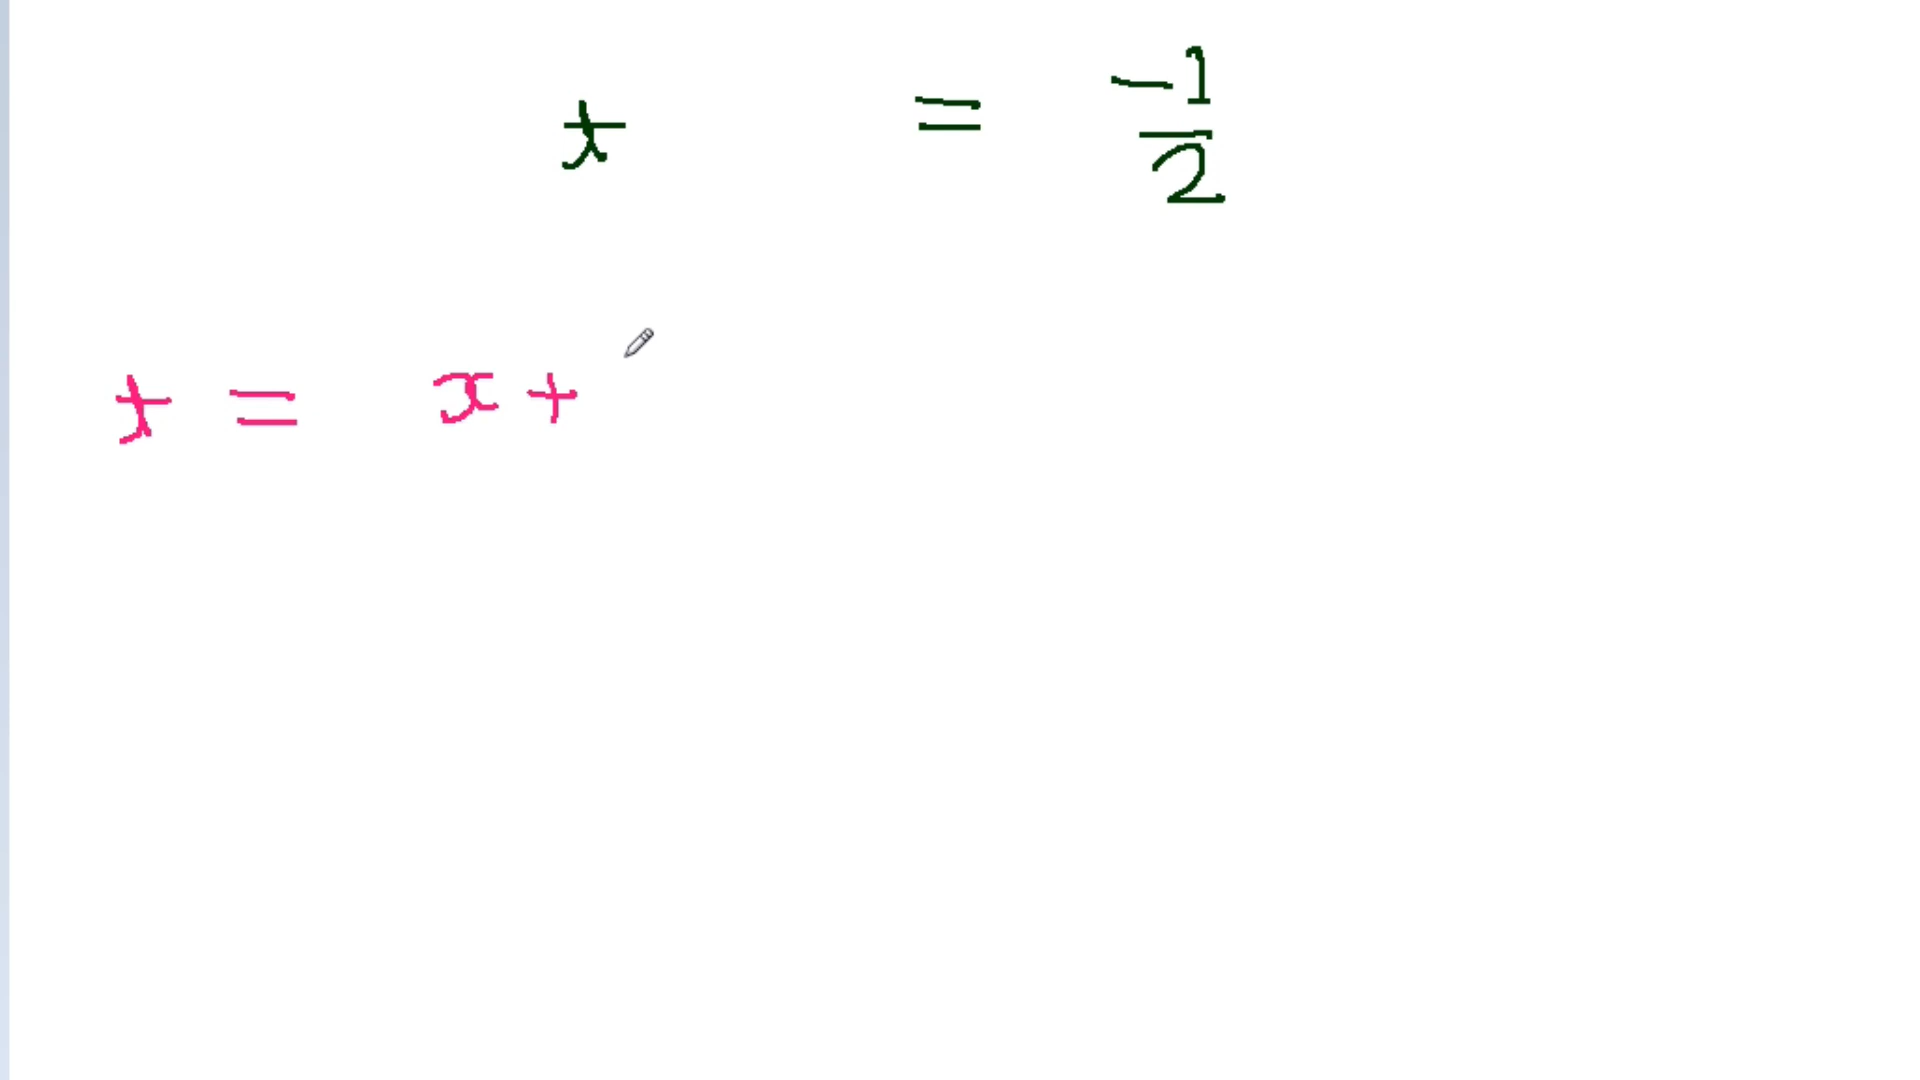 t = -1/2
t = x +